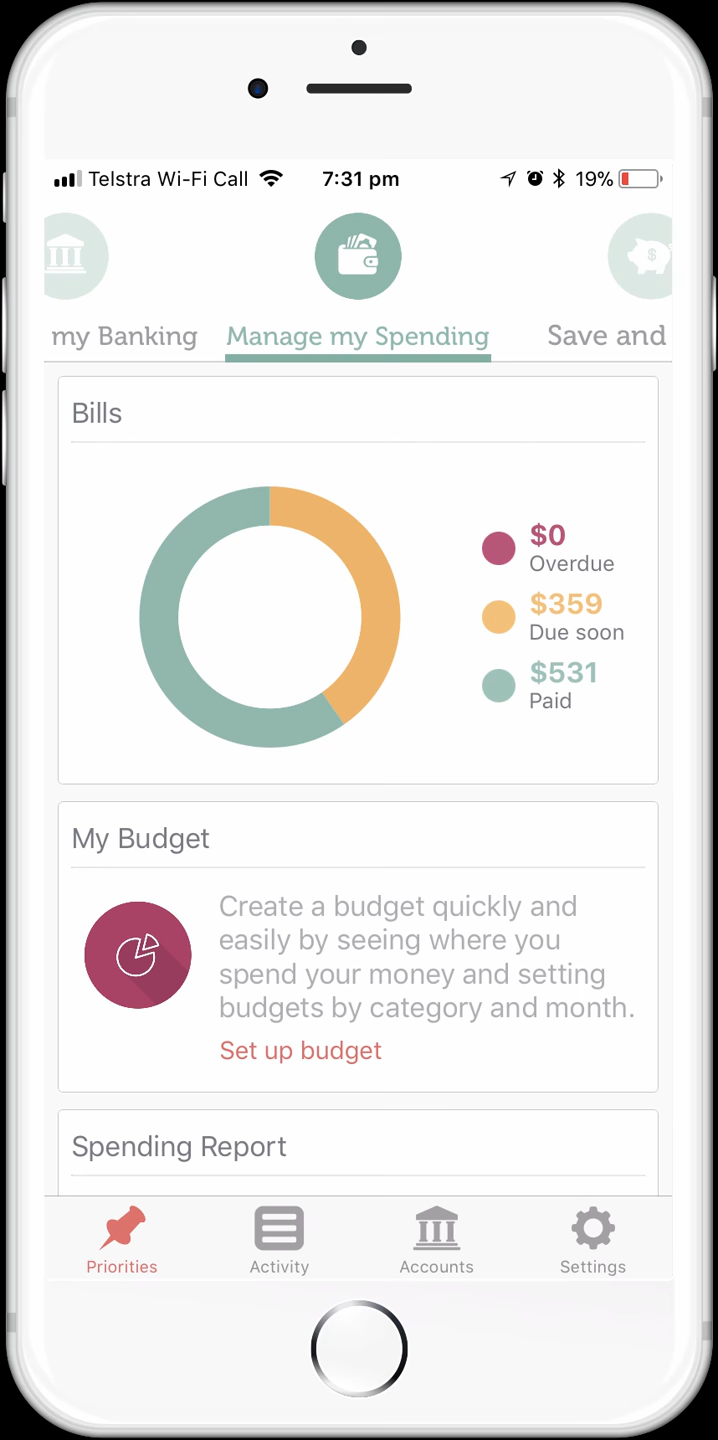 Telstra Wi-Fi Call 7:31 pm 19%
my Banking Manage my Spending Save and
Bills
$0
Overdue
$359
Due soon
$531
Paid
My Budget
Create a budget quickly and
easily by seeing where you
spend your money and setting
budgets by category and month.
Set up budget
Spending Report
Priorities Activity Accounts Settings